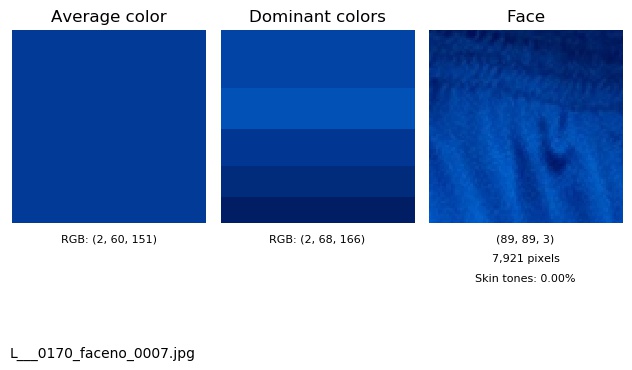 Average color
Dominant colors
Face
RGB: (2, 60, 151)
RGB: (2, 68, 166)
(89, 89, 3)
7,921 pixels
Skin tones: 0.00%
L___0170_faceno_0007.jpg